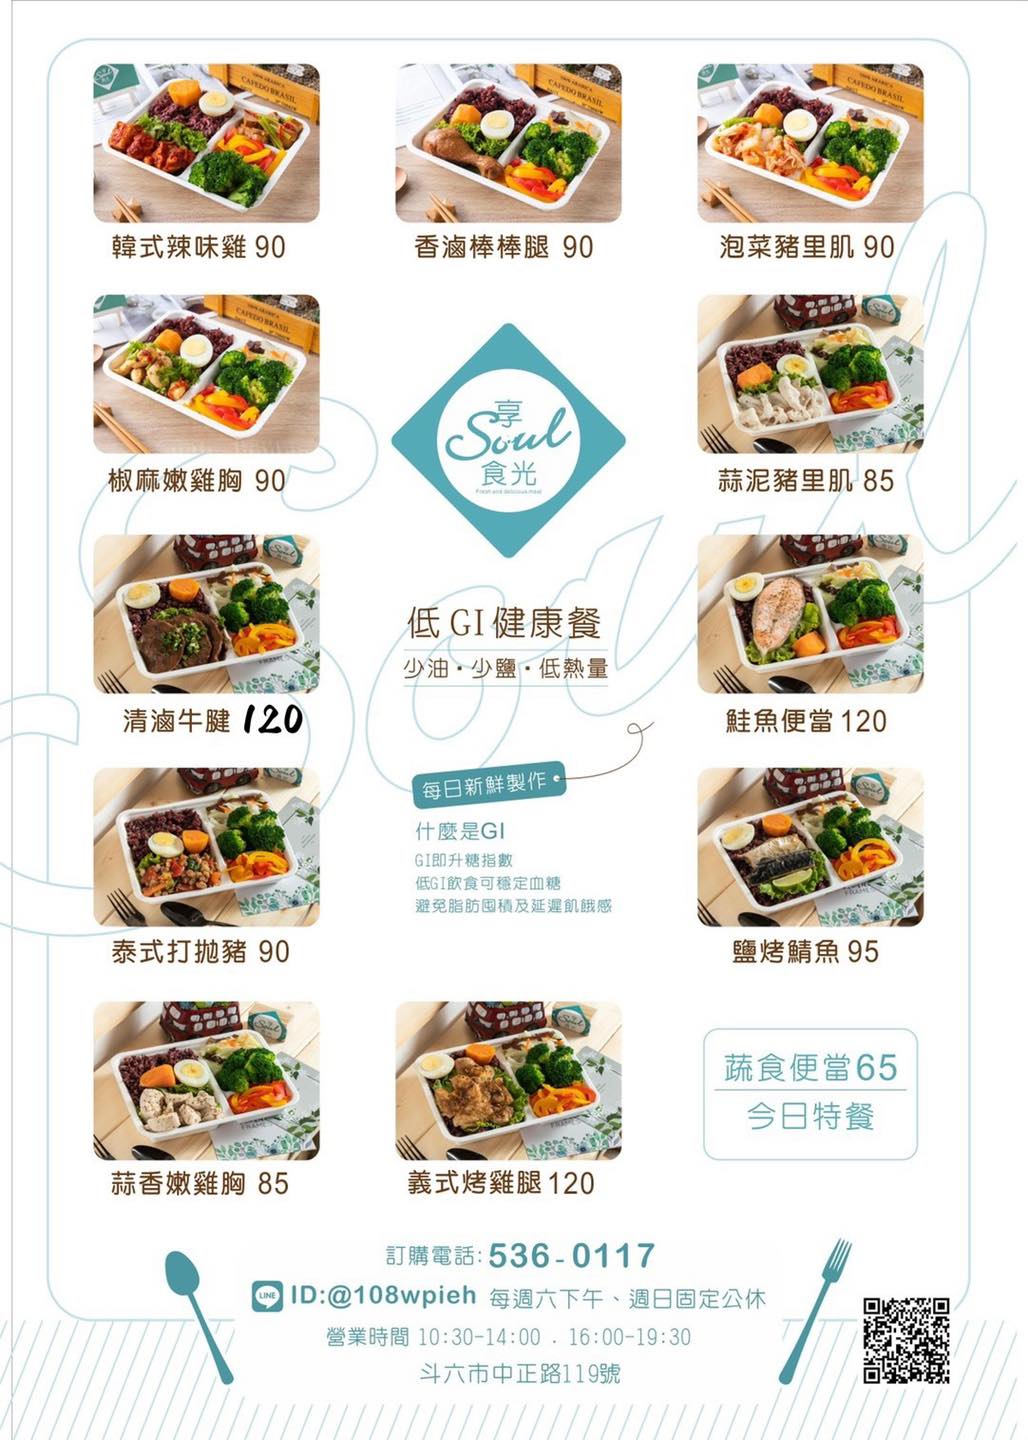 韓式辣味雞 90
香滷棒棒腿 90
泡菜豬里肌 90
椒麻嫩雞胸 90
享
Soul
食光
Fresh and delicious meal
蒜泥豬里肌 85
低 GI 健康餐
少油・少鹽・低熱量
清滷牛腱 120
鮭魚便當 120
每日新鮮製作
什麼是GI
GI即升糖指數
低GI飲食可穩定血糖
避免脂肪囤積及延遲飢餓感
泰式打拋豬 90
鹽烤鯖魚 95
蔬食便當65
今日特餐
蒜香嫩雞胸 85
義式烤雞腿 120
訂購電話: 536-0117
LINE ID:@108wpieh 每週六下午、週日固定公休
營業時間 10:30-14:00 . 16:00-19:30
斗六市中正路119號